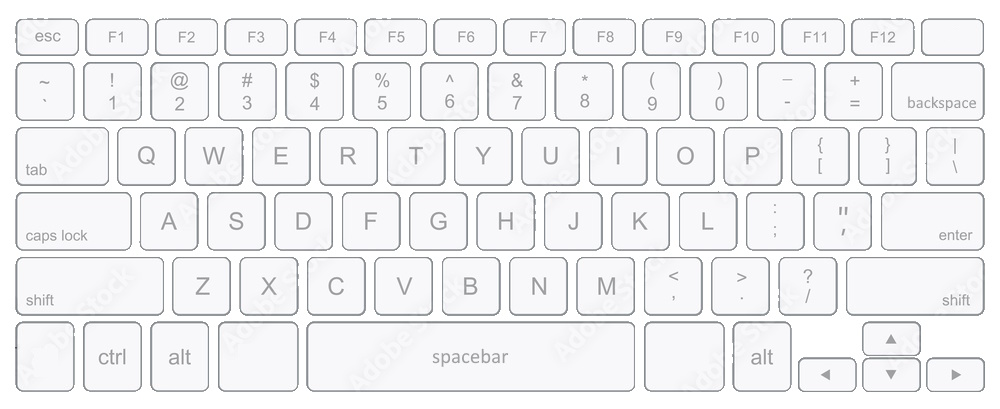 esc F1 F2 F3 F4 F5 F6 F7 F8 F9 F10 F11 F12
~ ! @ # $ % ^ & * ( ) _ +
` 1 2 3 4 5 6 7 8 9 0 - = backspace
Q W E R T Y U I O P { } |
tab [ ] \
A S D F G H J K L : "
caps lock ; ' enter
Z X C V B N M < > ?
shift , . / shift
ctrl alt spacebar alt ▲
◀ ▼ ▶